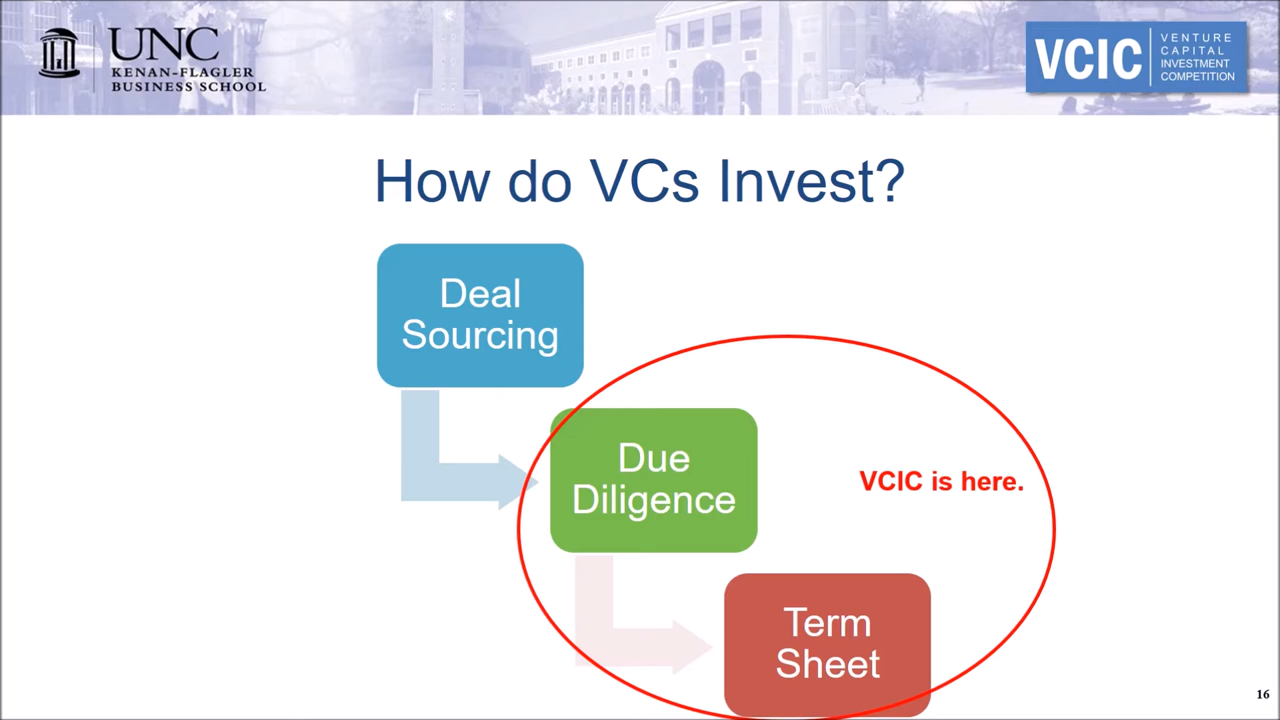 UNC
KENAN-FLAGLER
BUSINESS SCHOOL
VCIC
VENTURE
CAPITAL
INVESTMENT
COMPETITION
How do VCs Invest?
Deal
Sourcing
Due
Diligence
VCIC is here.
Term
Sheet
16